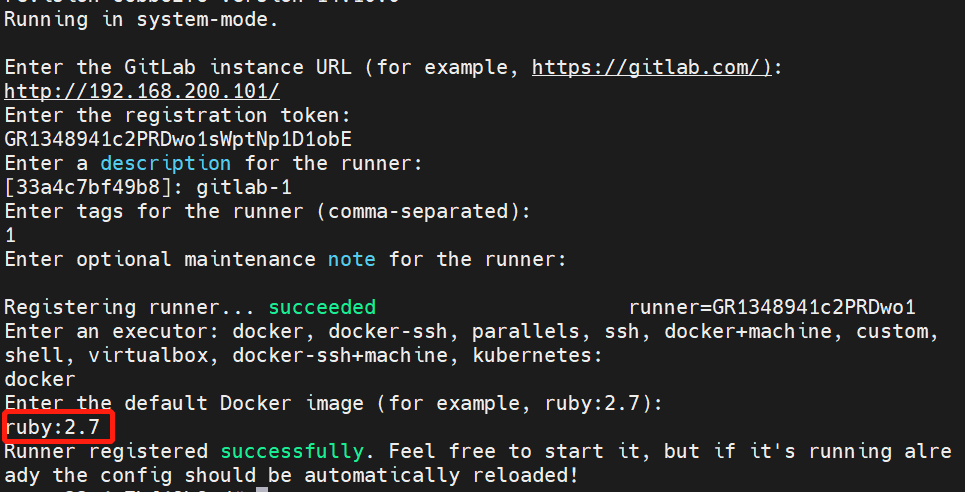 Running in system-mode.
Enter the GitLab instance URL (for example, https://gitlab.com/):
http://192.168.200.101/
Enter the registration token:
GR1348941c2PRDwo1sWptNp1D1obE
Enter a description for the runner:
[33a4c7bf49b8]: gitlab-1
Enter tags for the runner (comma-separated):
1
Enter optional maintenance note for the runner:
Registering runner... succeeded                     runner=GR1348941c2PRDwo1
Enter an executor: docker, docker-ssh, parallels, ssh, docker+machine, custom,
shell, virtualbox, docker-ssh+machine, kubernetes:
docker
Enter the default Docker image (for example, ruby:2.7):
ruby:2.7
Runner registered successfully. Feel free to start it, but if it's running alre
ady the config should be automatically reloaded!